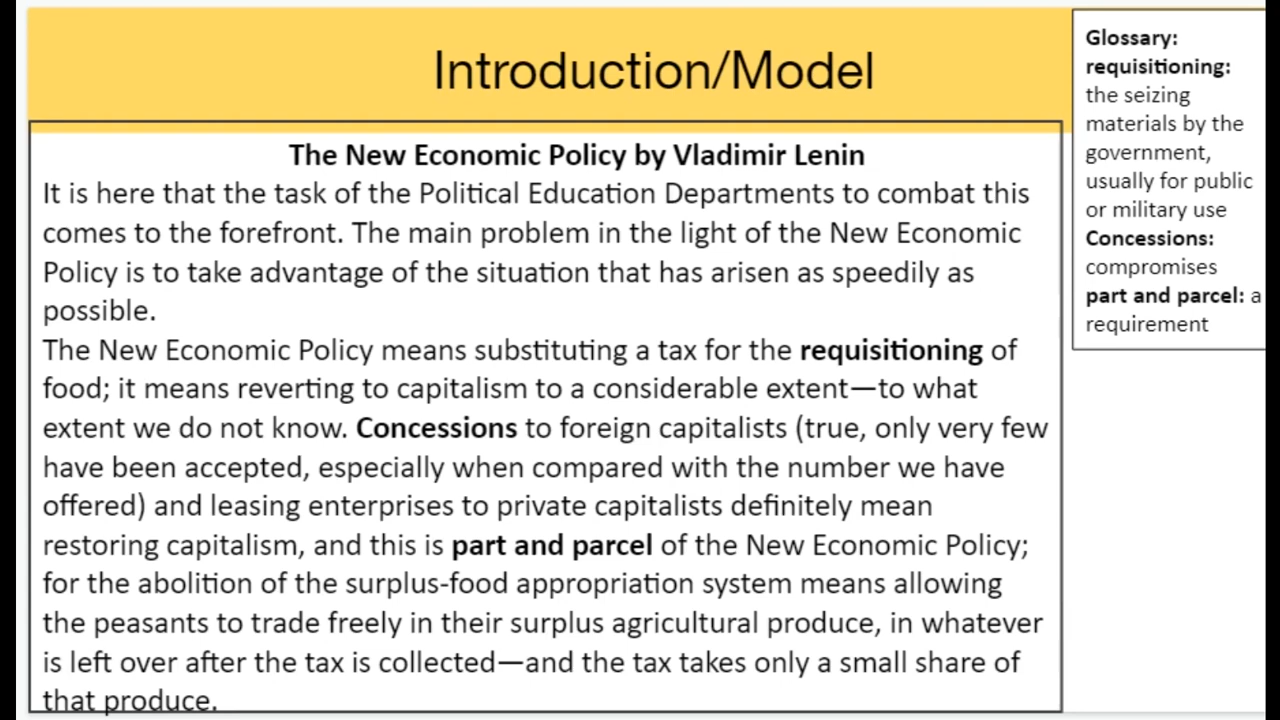 Introduction/Model
The New Economic Policy by Vladimir Lenin
It is here that the task of the Political Education Departments to combat this
comes to the forefront. The main problem in the light of the New Economic
Policy is to take advantage of the situation that has arisen as speedily as
possible.
The New Economic Policy means substituting a tax for the requisitioning of
food; it means reverting to capitalism to a considerable extent—to what
extent we do not know. Concessions to foreign capitalists (true, only very few
have been accepted, especially when compared with the number we have
offered) and leasing enterprises to private capitalists definitely mean
restoring capitalism, and this is part and parcel of the New Economic Policy;
for the abolition of the surplus-food appropriation system means allowing
the peasants to trade freely in their surplus agricultural produce, in whatever
is left over after the tax is collected—and the tax takes only a small share of
that produce.
Glossary:
requisitioning:
the seizing
materials by the
government,
usually for public
or military use
Concessions:
compromises
part and parcel: a
requirement